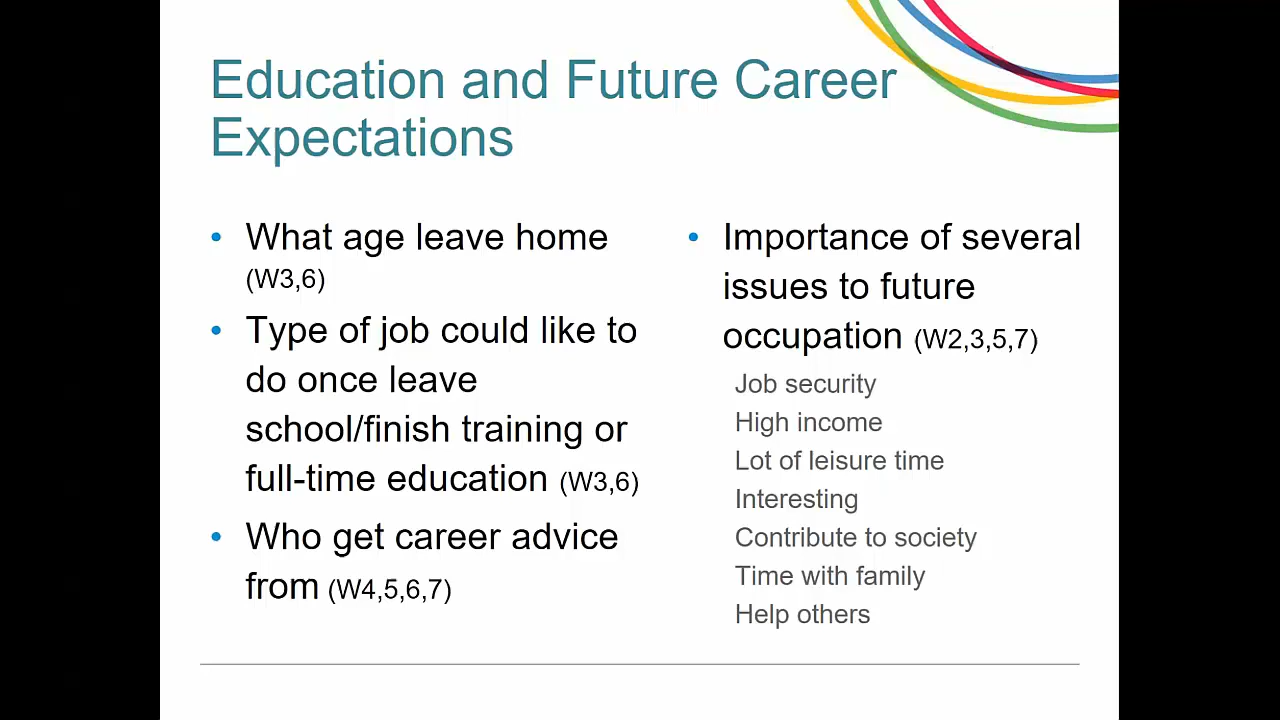 Education and Future Career
Expectations
• What age leave home
(W3,6)
• Type of job could like to
do once leave
school/finish training or
full-time education (W3,6)
• Who get career advice
from (W4,5,6,7)
• Importance of several
issues to future
occupation (W2,3,5,7)
Job security
High income
Lot of leisure time
Interesting
Contribute to society
Time with family
Help others